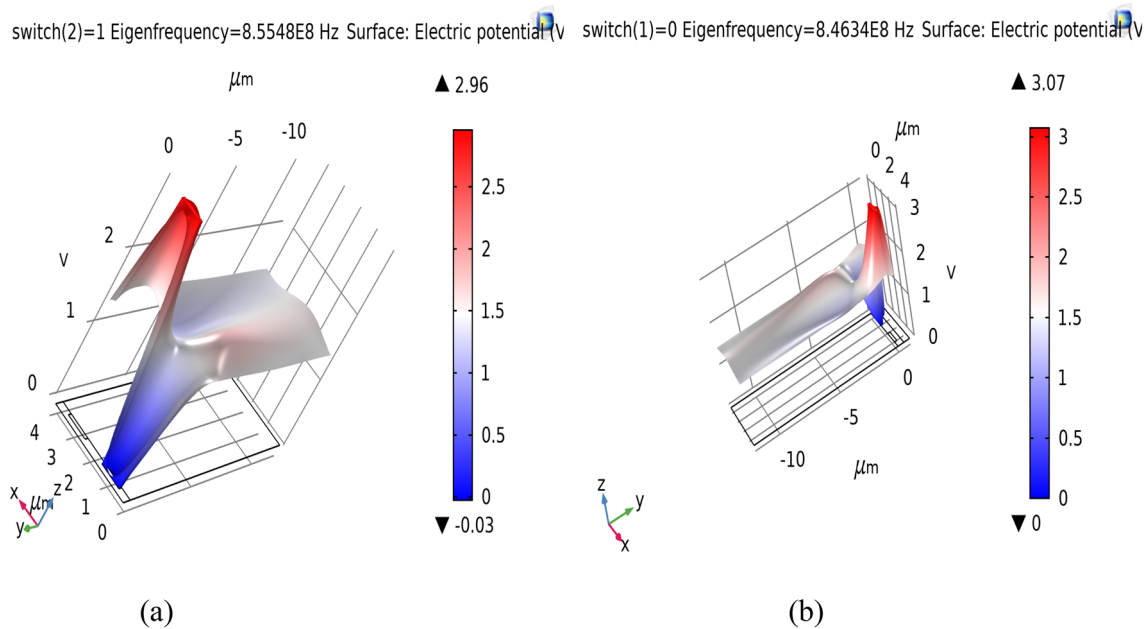 switch(2)=1 Eigenfrequency=8.5548E8 Hz Surface: Electric potential (V
μm
▲ 2.96
0 -5 -10
2.5
2
V
2
1
1.5
1
0
4
0.5
3
2
1
0
μm
x
z
y
0
▼ -0.03
(a)
switch(1)=0 Eigenfrequency=8.4634E8 Hz Surface: Electric potential (V
▲ 3.07
μm
0
2
4
3
3
2.5
2
V
2
1
1.5
0
1
0
-5
0.5
-10
μm
0
z
y
x
▼ 0
(b)